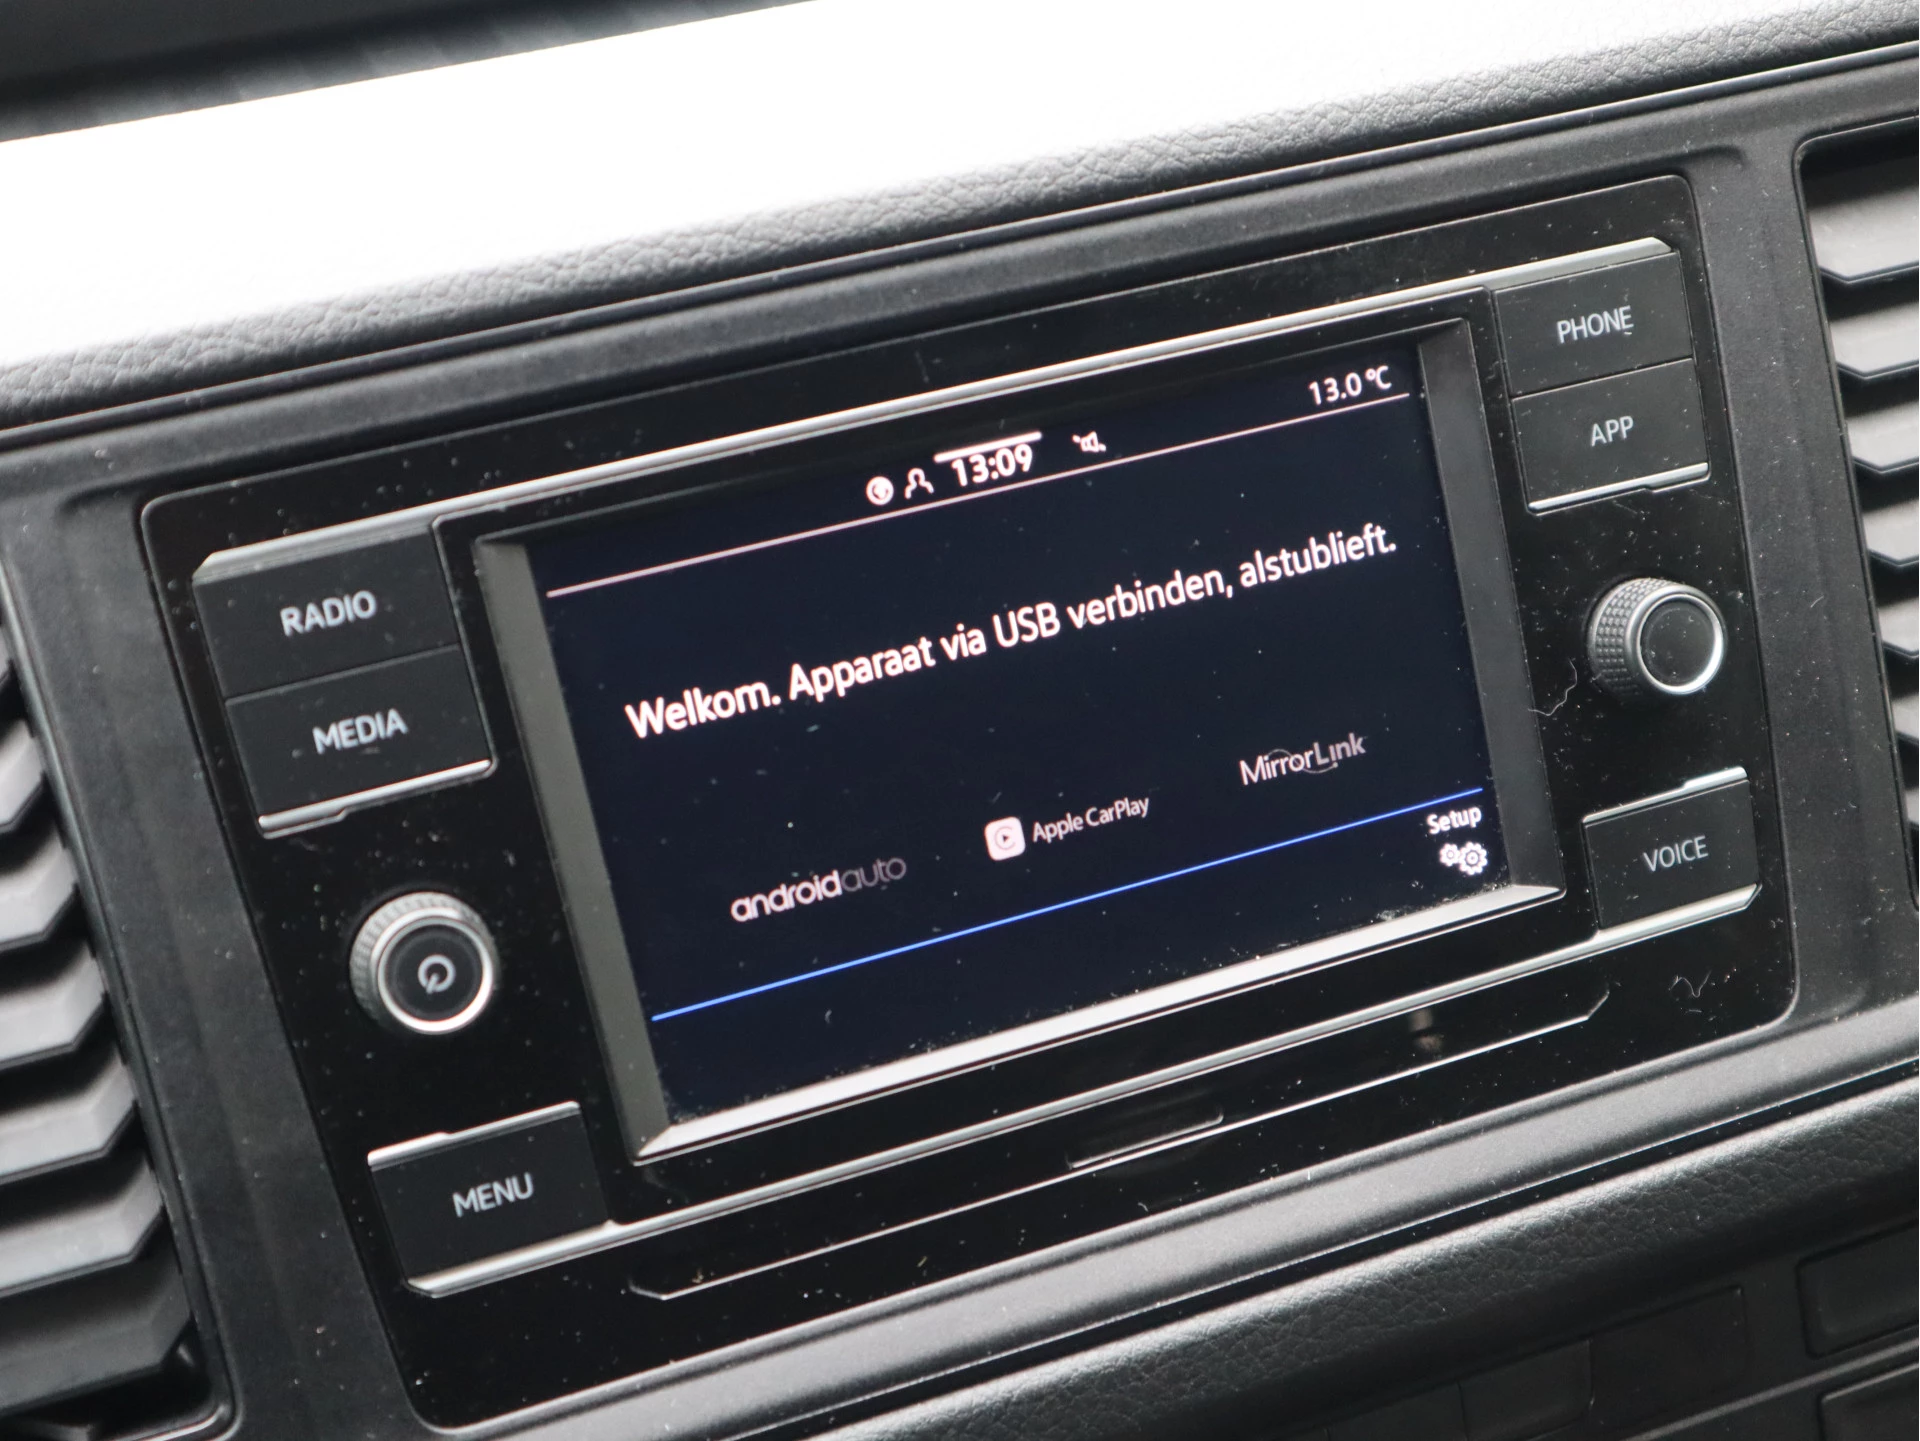 13.0 °C
13:09
Welkom. Apparaat via USB verbinden, alstublieft.
androidauto
Apple CarPlay
MirrorLink
Setup
RADIO
MEDIA
MENU
PHONE
APP
VOICE